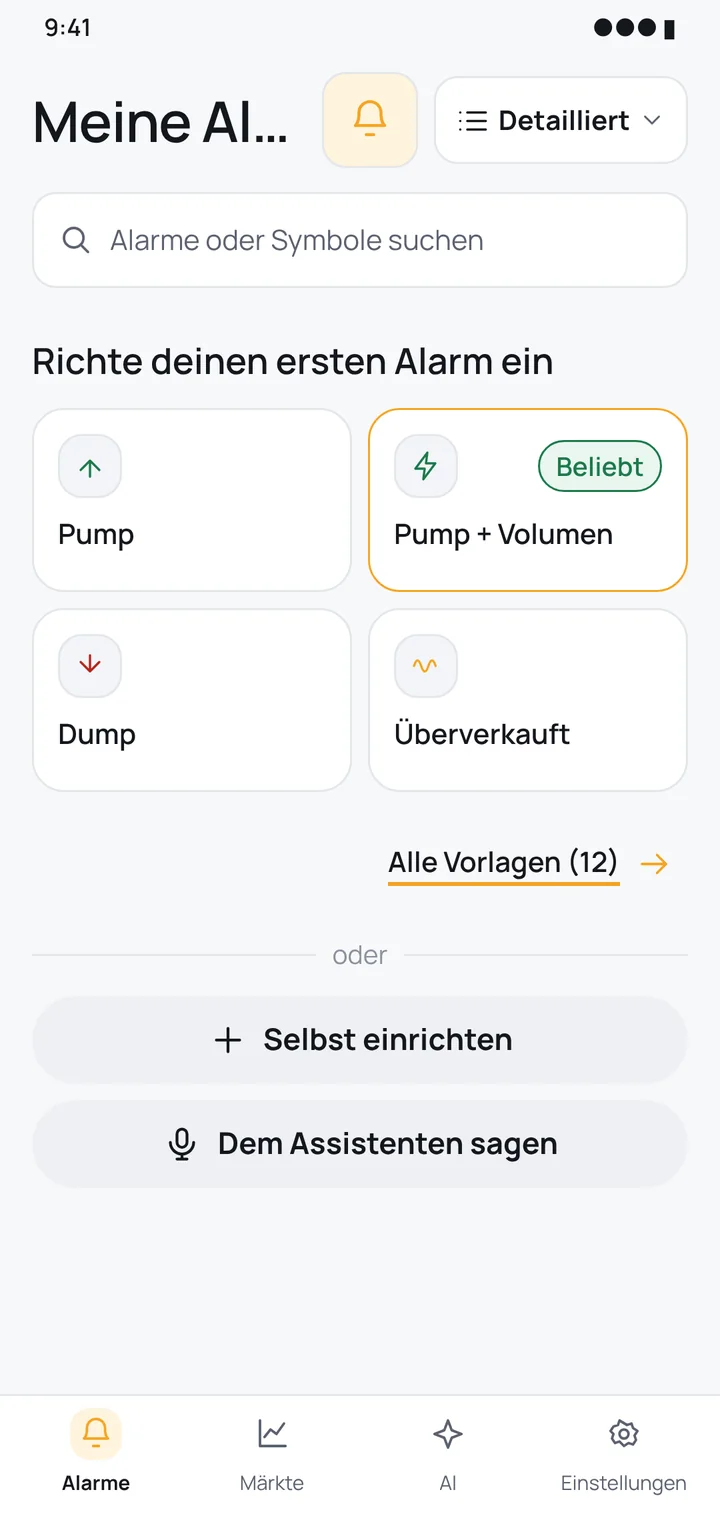 9:41
Meine Al...
Detailliert
Alarme oder Symbole suchen
Richte deinen ersten Alarm ein
Pump
Beliebt
Pump + Volumen
Dump
Überverkauft
Alle Vorlagen (12)
oder
Selbst einrichten
Dem Assistenten sagen
Alarme
Märkte
AI
Einstellungen